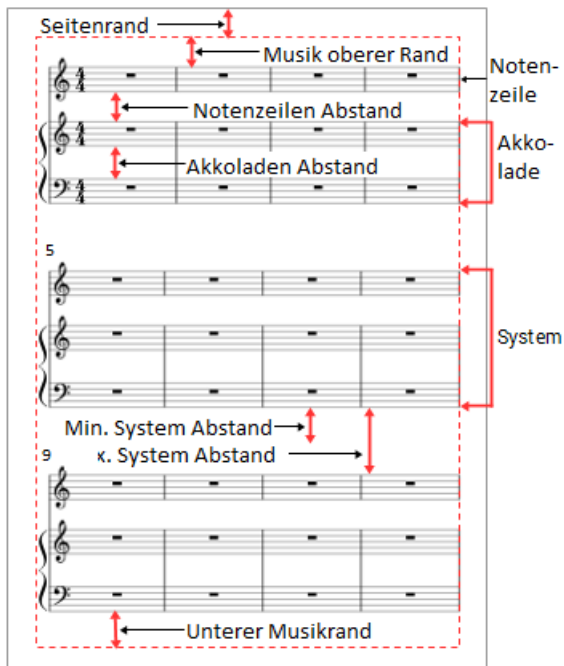 Seitenrand
Musik oberer Rand
Noten-
zeile
Notenzeilen Abstand
Akkoladen Abstand
Akko-
lade
5
System
Min. System Abstand
x. System Abstand
9
Unterer Musikrand